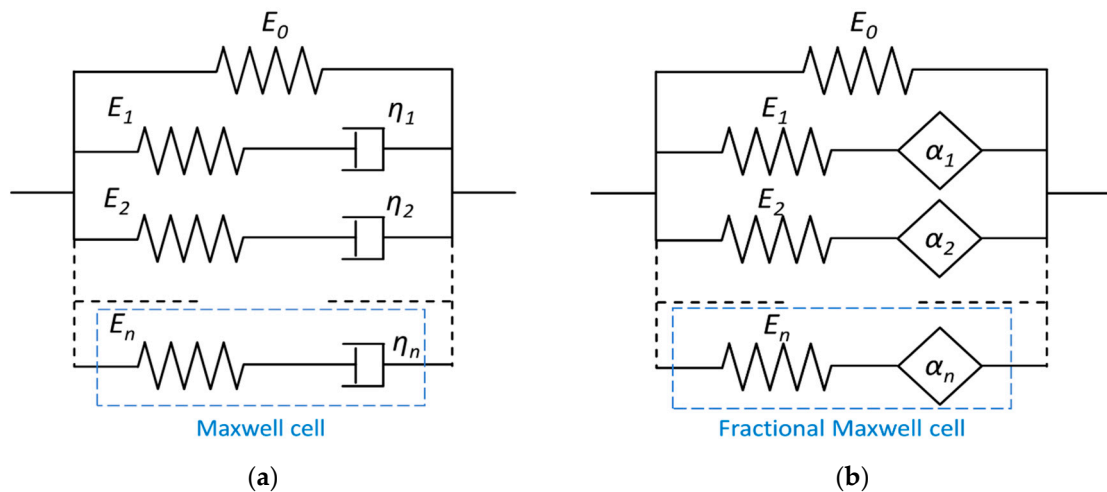 E₀ E₀
E₁ η₁ E₁ α₁
E₂ η₂ E₂ α₂
Eₙ ηₙ Eₙ αₙ
Maxwell cell Fractional Maxwell cell
(a) (b)